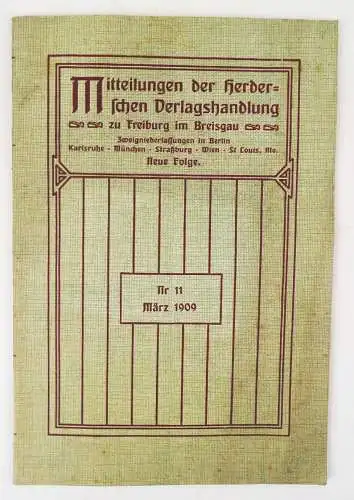 Mitteilungen der Herder=
schen Verlagshandlung
zu Freiburg im Breisgau
Zweigniederlassungen in Berlin
Karlsruhe · München · Straßburg · Wien · St Louis, Mo.
Neue Folge.
Nr 11
März 1909